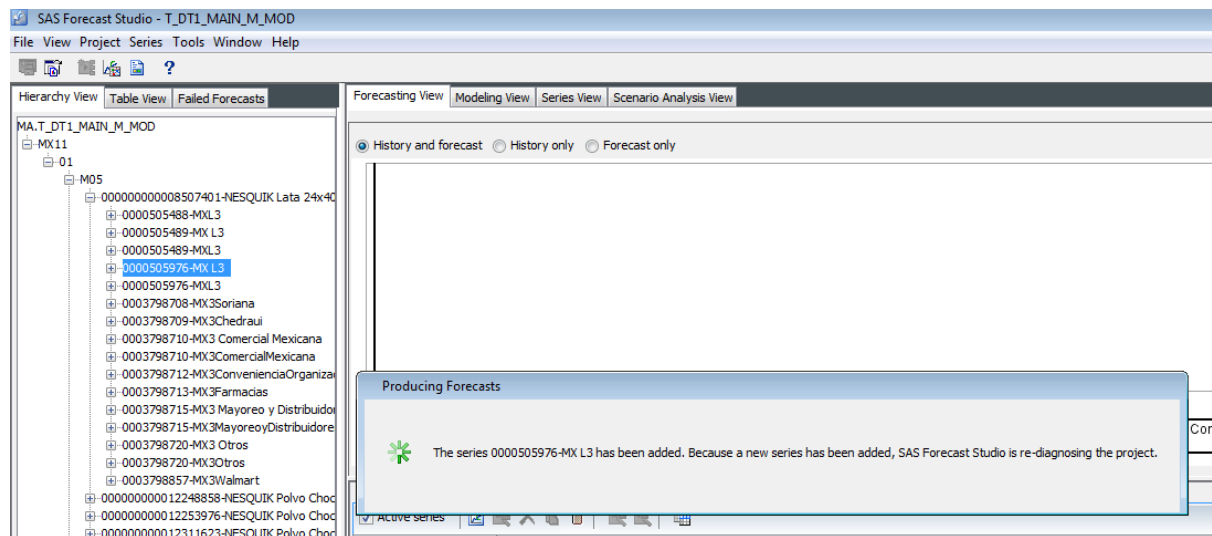 SAS Forecast Studio - T_DT1_MAIN_M_MOD
File View Project Series Tools Window Help
?
Hierarchy View Table View Failed Forecasts
Forecasting View Modeling View Series View Scenario Analysis View
MA.T_DT1_MAIN_M_MOD
MX11
History and forecast History only Forecast only
01
M05
000000000008507401-NESQUIK Lata 24x40
0000505488-MXL3
0000505489-MX L3
0000505489-MXL3
0000505976-MX L3
0000505976-MXL3
0003798708-MX3Soriana
0003798709-MX3Chedraui
0003798710-MX3 Comercial Mexicana
0003798710-MX3ComercialMexicana
0003798712-MX3ConvenienciaOrganiza
0003798713-MX3Farmacias
0003798715-MX3 Mayoreo y Distribuidor
0003798715-MX3MayoreoyDistribuidore
0003798720-MX3 Otros
0003798720-MX3Otros
0003798857-MX3Walmart
000000000012248858-NESQUIK Polvo Choc
000000000012253976-NESQUIK Polvo Choc
000000000012311623-NESQUIK Polvo Choc
Producing Forecasts
The series 0000505976-MX L3 has been added. Because a new series has been added, SAS Forecast Studio is re-diagnosing the project.
Con
Active series